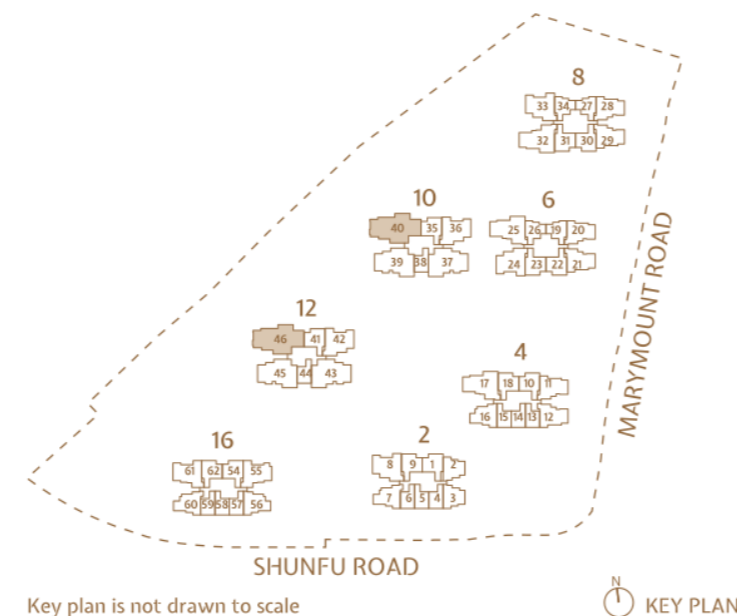 8
33 34 27 28
32 31 30 29
10
40 35 36
39 38 37
6
25 26 19 20
24 23 22 21
12
46 41 42
45 44 43
4
17 18 10 11
16 15 14 13 12
MARYMOUNT ROAD
16
61 62 54 55
60 59 58 57 56
2
8 9 1 2
7 6 5 4 3
SHUNFU ROAD
Key plan is not drawn to scale
N
KEY PLAN